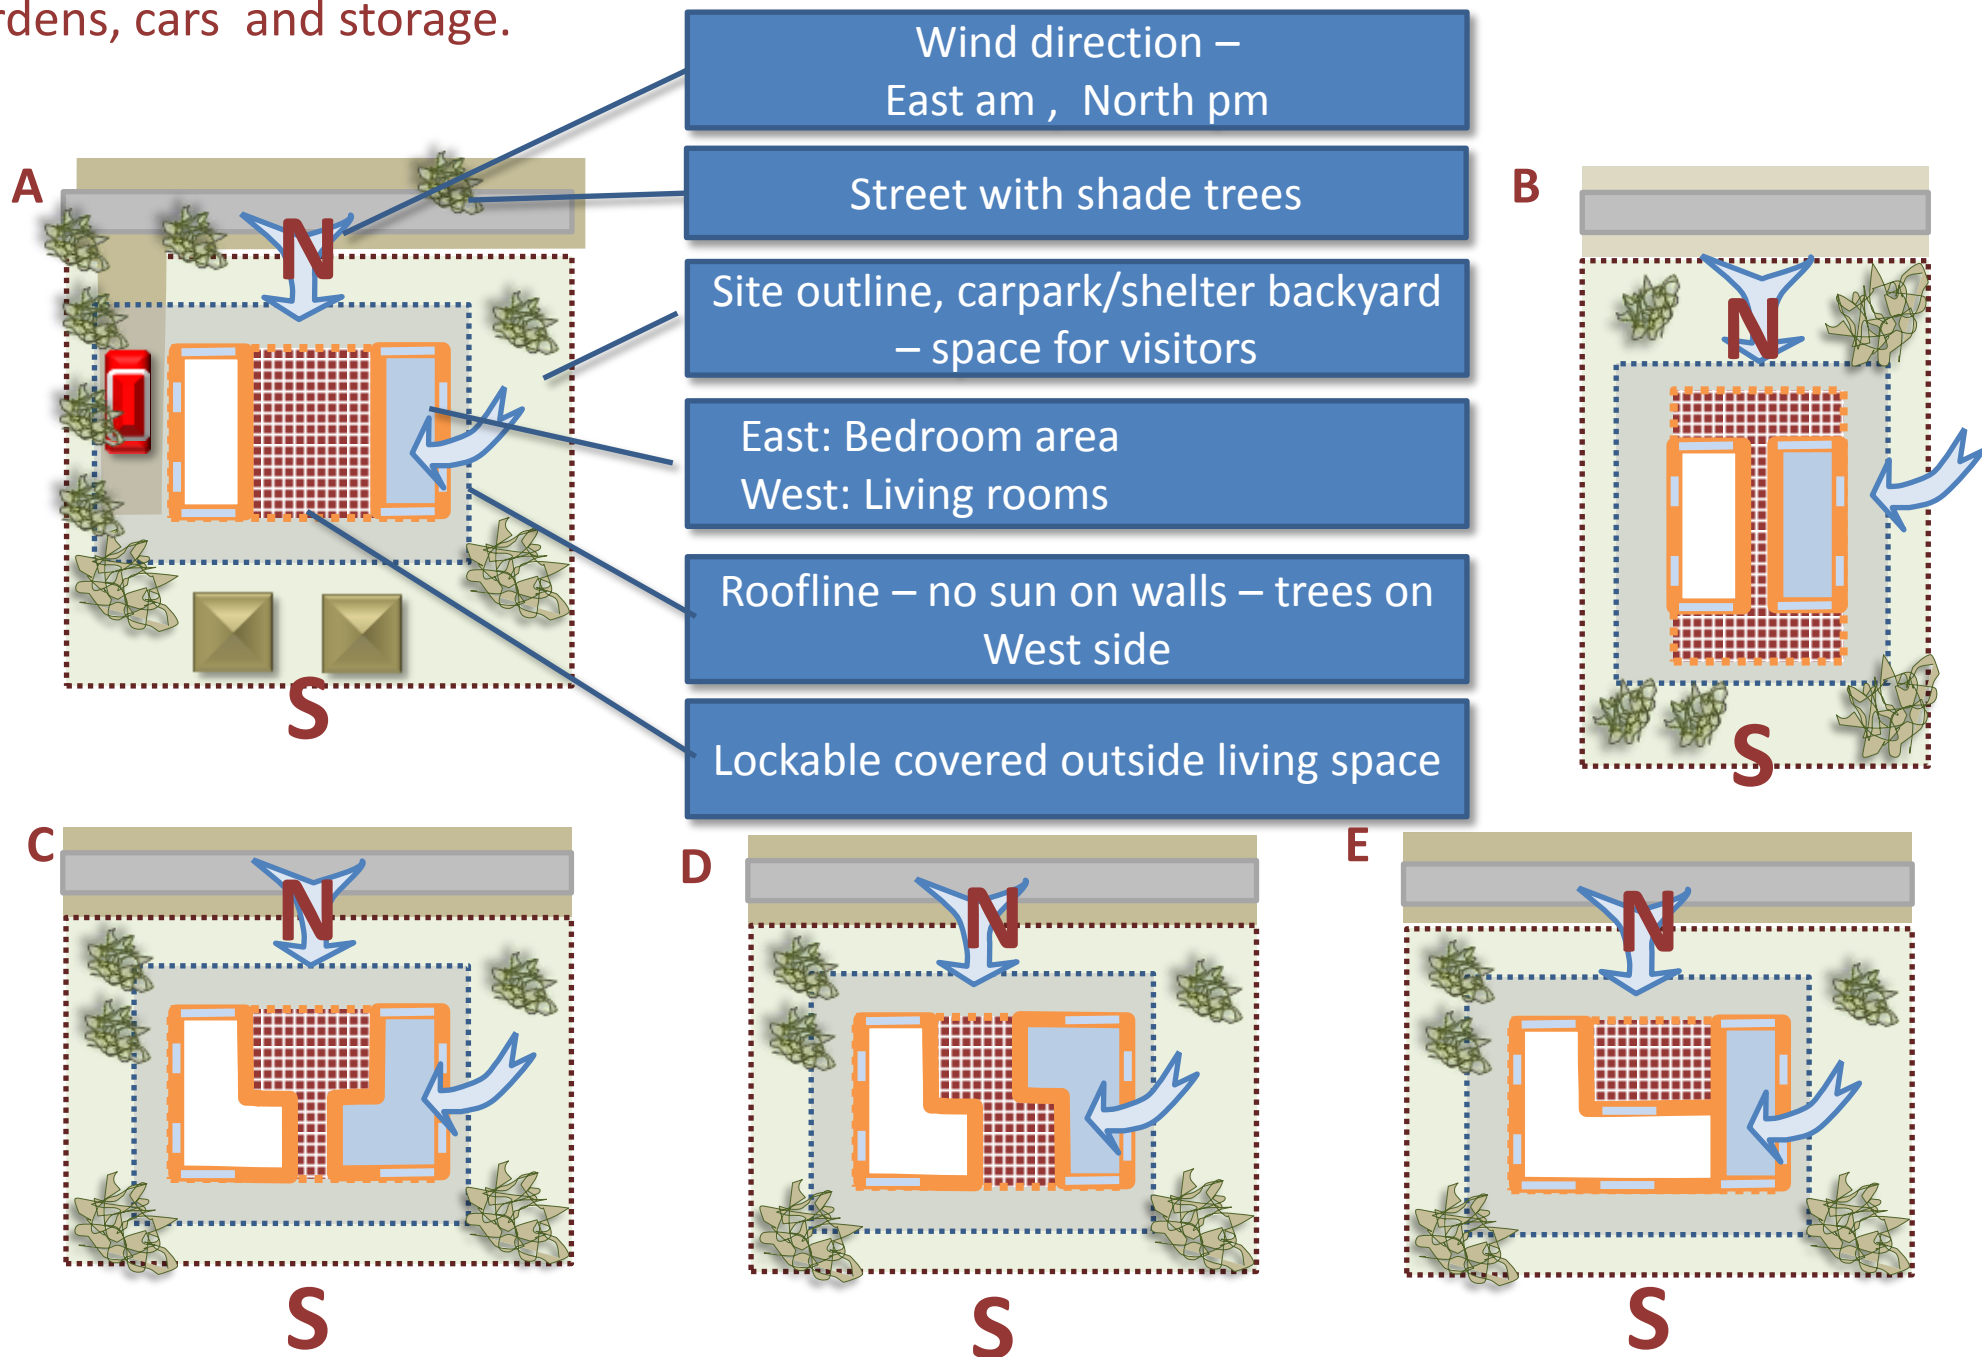 rdens, cars and storage.
Wind direction –
East am , North pm
Street with shade trees
Site outline, carpark/shelter backyard
– space for visitors
East: Bedroom area
West: Living rooms
Roofline – no sun on walls – trees on
West side
Lockable covered outside living space
A
N
S
B
N
S
C
N
S
D
N
S
E
N
S